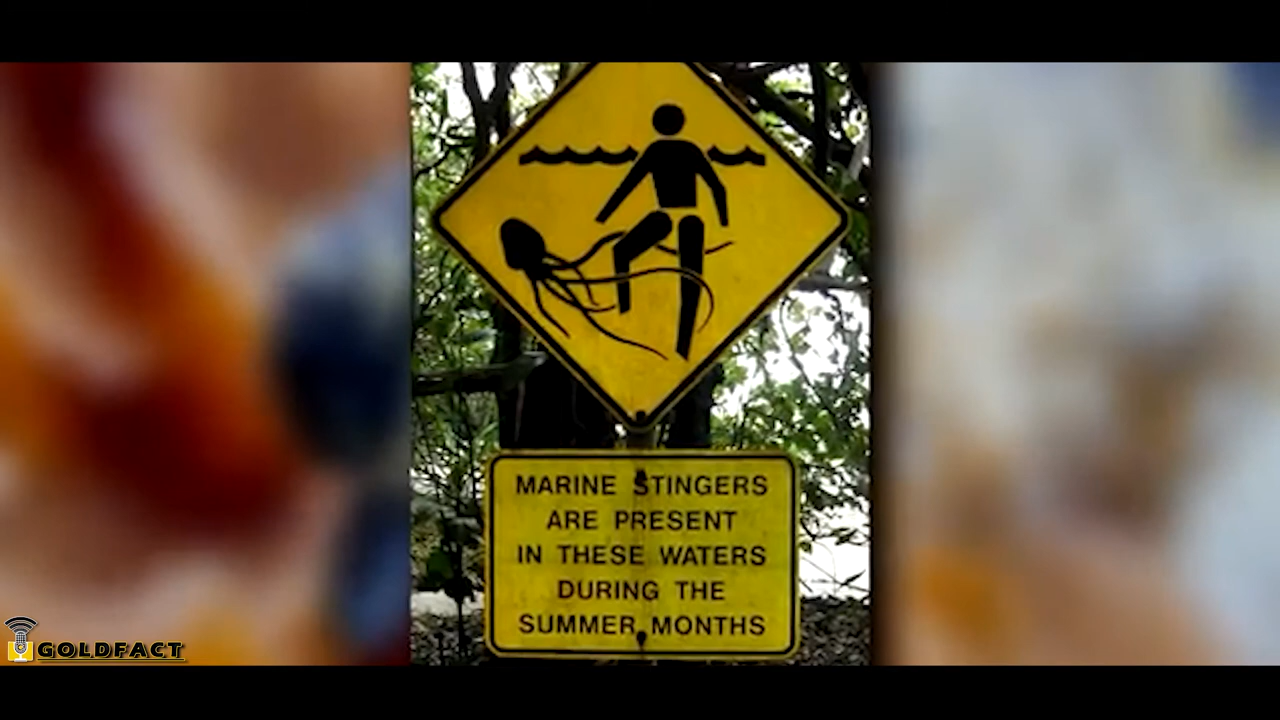 MARINE STINGERS
ARE PRESENT
IN THESE WATERS
DURING THE
SUMMER MONTHS
GOLDFACT